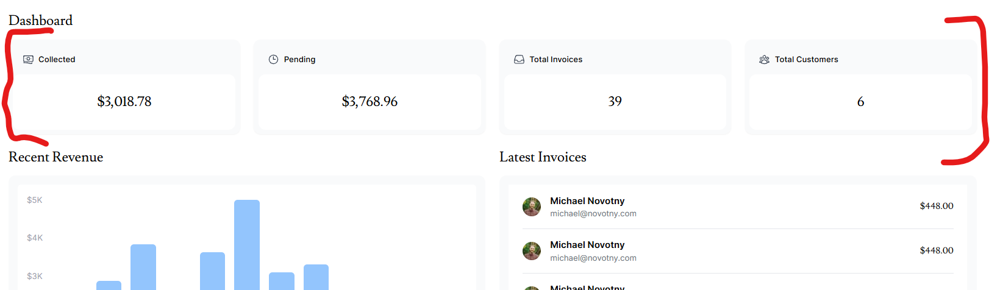 Dashboard
Collected
Pending
Total Invoices
Total Customers
$3,018.78
$3,768.96
39
6
Recent Revenue
Latest Invoices
$5K
$4K
$3K
Michael Novotny
michael@novotny.com
$448.00
Michael Novotny
michael@novotny.com
$448.00
Michael Novotny